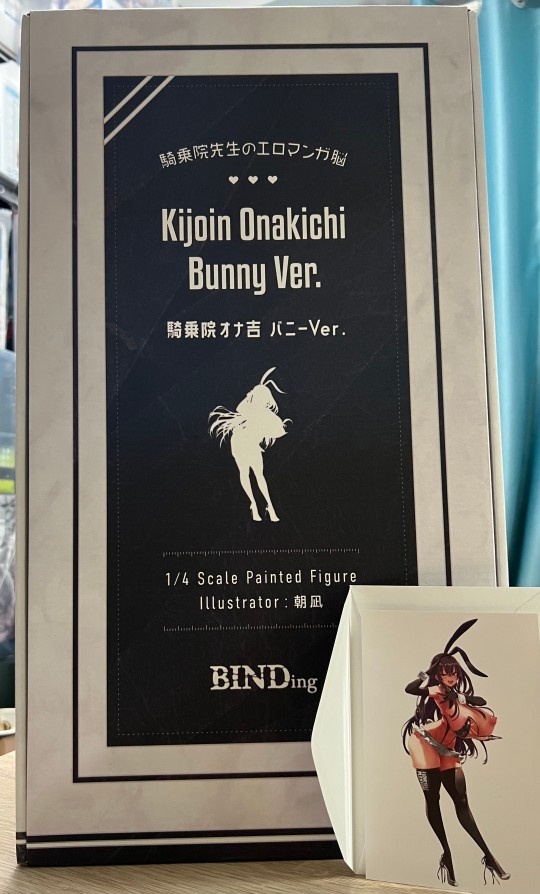 騎乗院先生のエロマンガ脳
Kijoin Onakichi
Bunny Ver.
騎乗院オナ吉 バニーVer.
1/4 Scale Painted Figure
Illustrator : 朝凪
BINDing